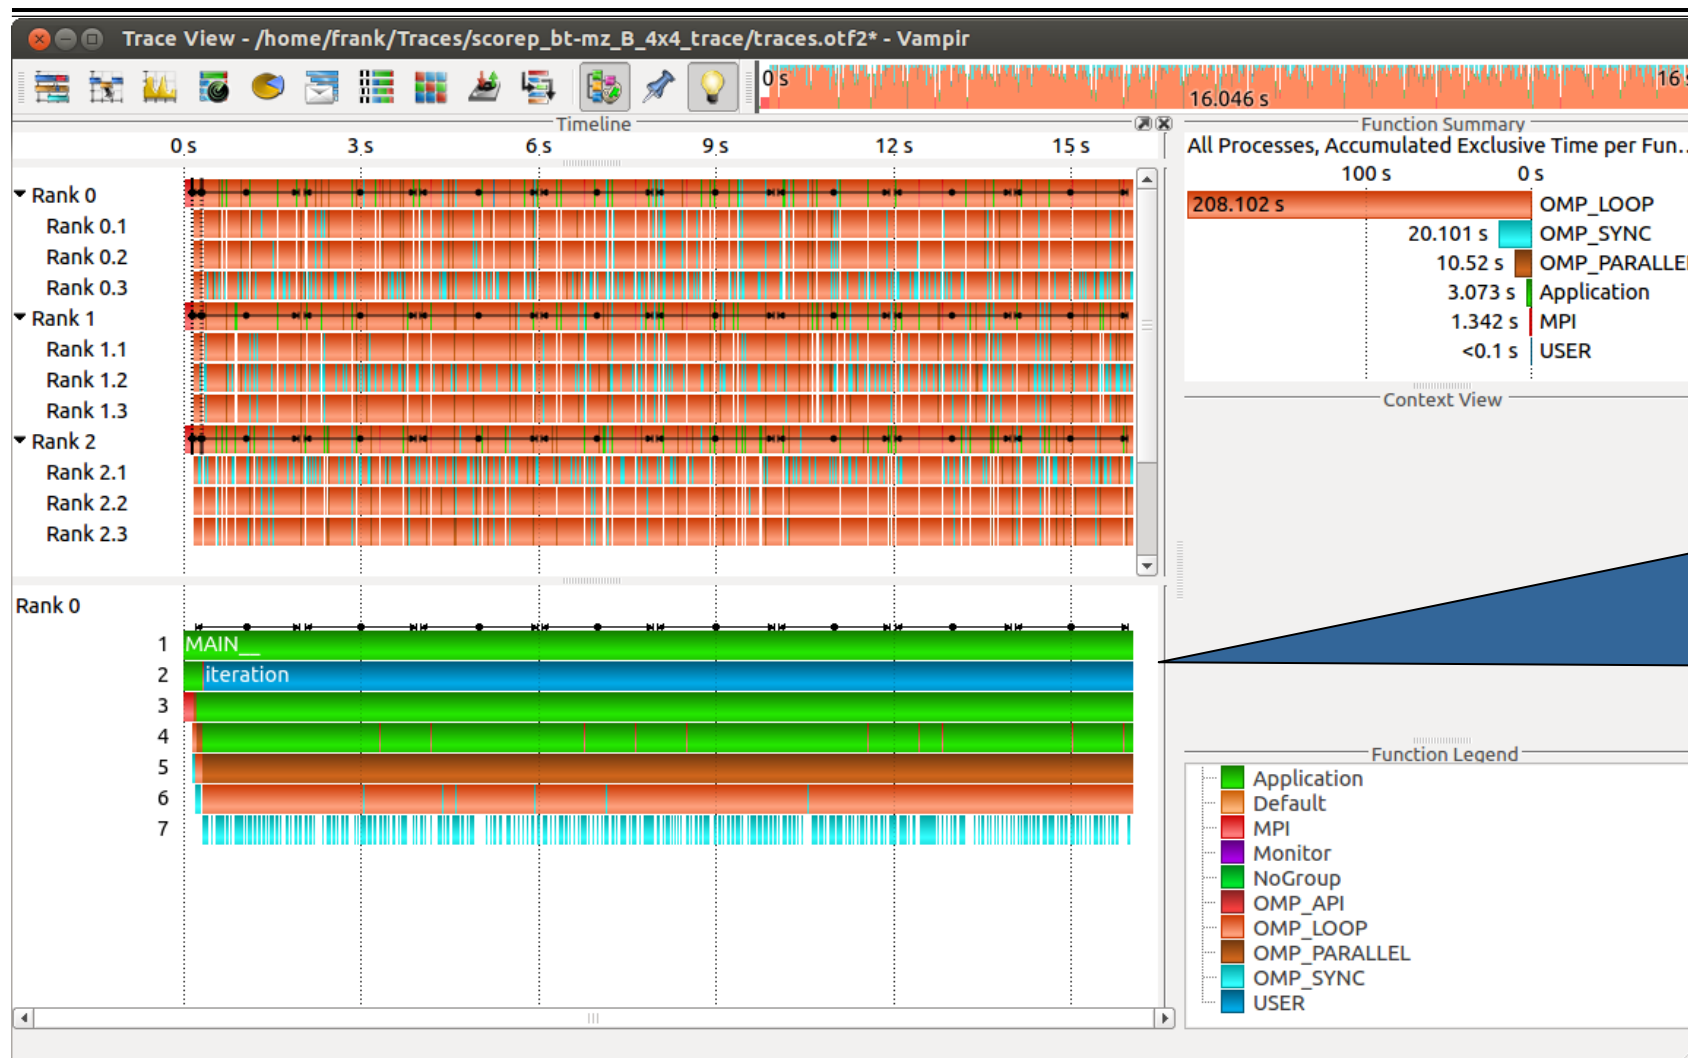 Trace View - /home/frank/Traces/scorep_bt-mz_B_4x4_trace/traces.otf2* - Vampir
0 s
16.046 s
16 s
Timeline
0 s 3 s 6 s 9 s 12 s 15 s
Rank 0
Rank 0.1
Rank 0.2
Rank 0.3
Rank 1
Rank 1.1
Rank 1.2
Rank 1.3
Rank 2
Rank 2.1
Rank 2.2
Rank 2.3
Rank 0
1 MAIN__
2 iteration
3
4
5
6
7
Function Summary
All Processes, Accumulated Exclusive Time per Fun...
100 s 0 s
208.102 s OMP_LOOP
20.101 s OMP_SYNC
10.52 s OMP_PARALLEL
3.073 s Application
1.342 s MPI
<0.1 s USER
Context View
Function Legend
Application
Default
MPI
Monitor
NoGroup
OMP_API
OMP_LOOP
OMP_PARALLEL
OMP_SYNC
USER